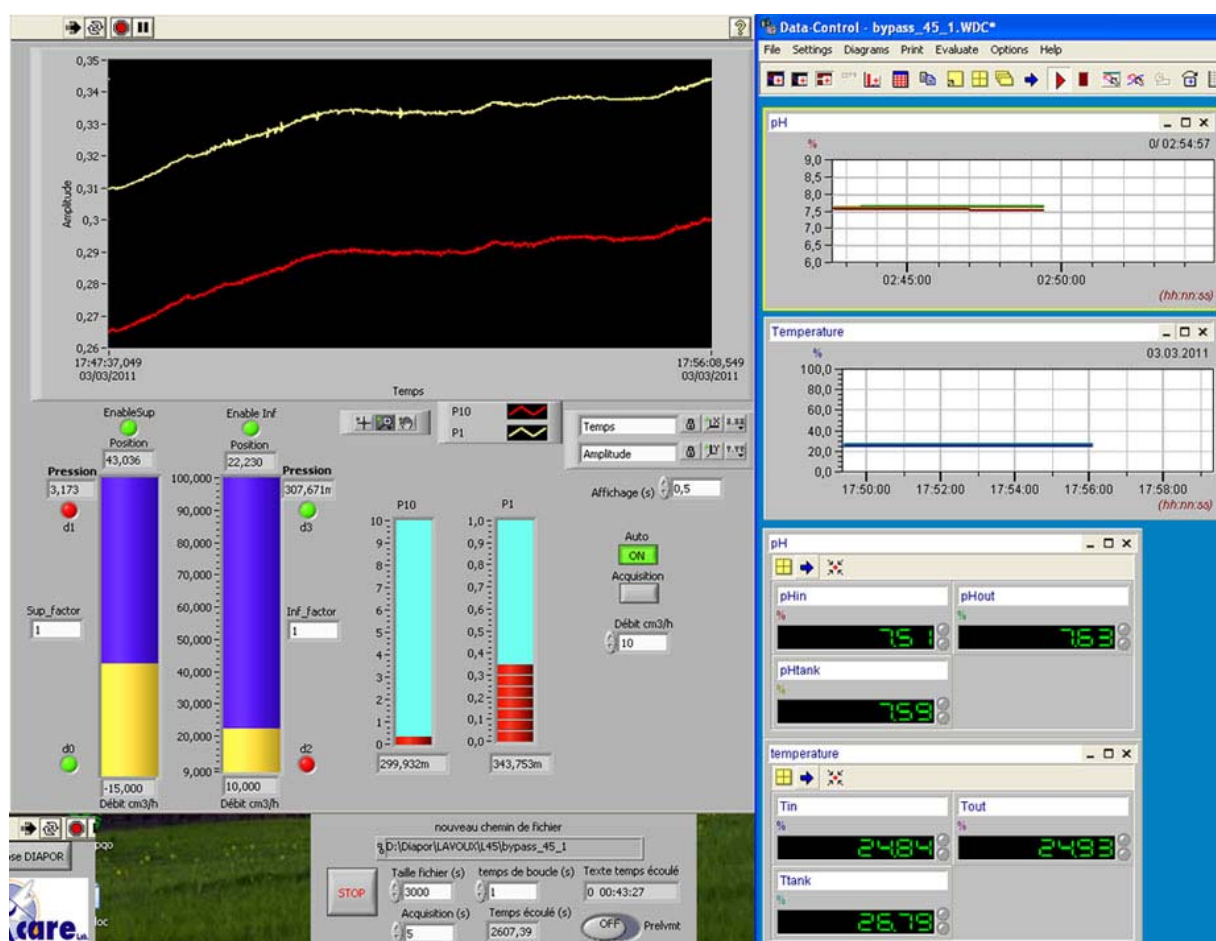 0,35
0,34
0,33
0,32
0,31
0,3
0,29
0,28
0,27
0,26
Amplitude
17:47:37,049
03/03/2011
17:56:08,549
03/03/2011
Temps
EnableSup
Position
43,036
Enable Inf
Position
22,230
Pression
3,173
d1
Pression
307,671m
d3
100,000
90,000
80,000
70,000
60,000
50,000
40,000
30,000
20,000
9,000
Sup_factor
1
Inf_factor
1
d0
d2
-15,000
Débit cm3/h
10,000
Débit cm3/h
P10
P1
Temps
Amplitude
Affichage (s) 0,5
P10
10
9
8
7
6
5
4
3
2
1
0
299,932m
P1
1,0
0,9
0,8
0,7
0,6
0,5
0,4
0,3
0,2
0,1
0,0
343,753m
Auto
ON
Acquisition
Débit cm3/h
10
ose DIAPOR
care
nouveau chemin de fichier
D:\Diapor\LAVOUX\L45\bypass_45_1
STOP
Taille fichier (s)
3000
temps de boucle (s)
1
Texte temps écoulé
0 00:43:27
Acquisition (s)
5
Temps écoulé (s)
2607,39
OFF
Prelvmt
Data-Control - bypass_45_1.WDC*
File Settings Diagrams Print Evaluate Options Help
pH
% 0/ 02:54:57
9,0
8,5
8,0
7,5
7,0
6,5
6,0
02:45:00 02:50:00
(hh:nn:ss)
Temperature
% 03.03.2011
100,0
80,0
60,0
40,0
20,0
0,0
17:50:00 17:52:00 17:54:00 17:56:00 17:58:00
(hh:nn:ss)
pH
pHin
%
7.51
pHout
%
7.63
pHtank
%
7.59
temperature
Tin
%
24.84
Tout
%
24.93
Ttank
%
26.79